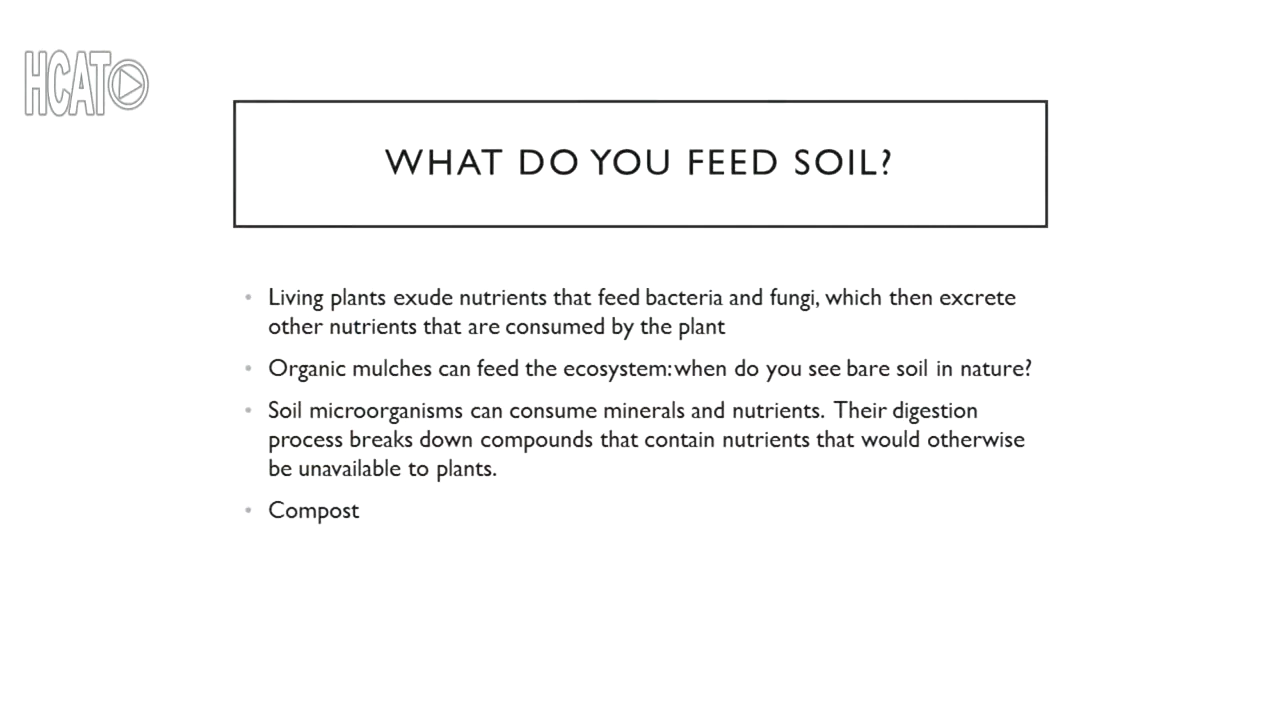 HCAT
WHAT DO YOU FEED SOIL?
• Living plants exude nutrients that feed bacteria and fungi, which then excrete
other nutrients that are consumed by the plant
• Organic mulches can feed the ecosystem:when do you see bare soil in nature?
• Soil microorganisms can consume minerals and nutrients. Their digestion
process breaks down compounds that contain nutrients that would otherwise
be unavailable to plants.
• Compost